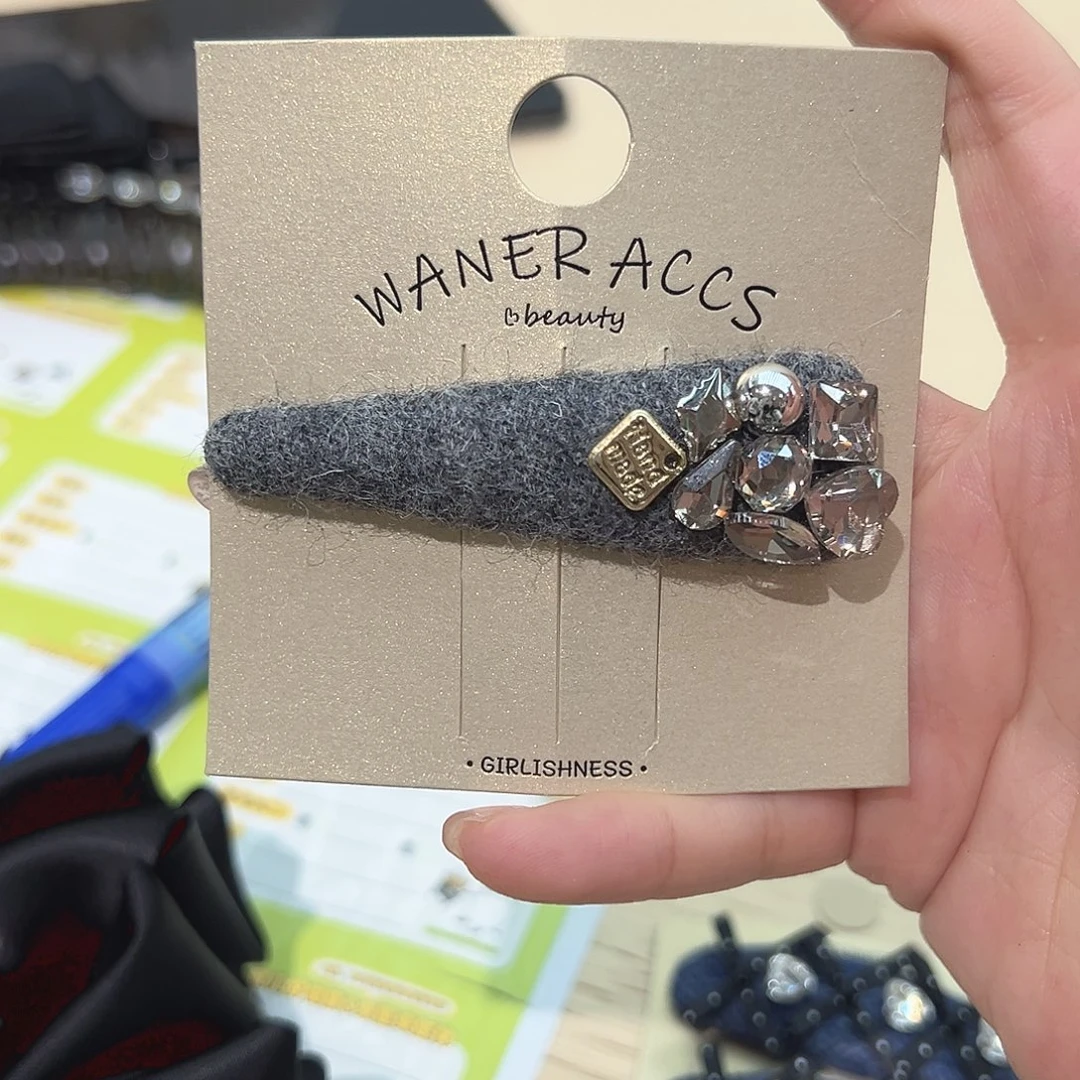 WANER ACCS
beauty
Hand
made
• GIRLISHNESS •